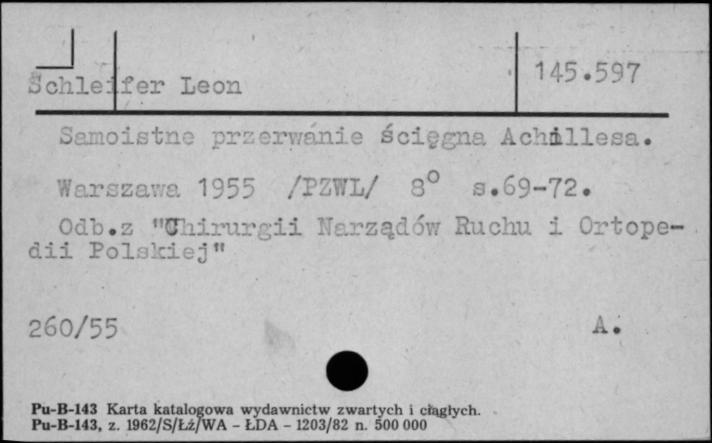 Schleifer Leon
145.597
Samoistne przerwanie ścięgna Achillesa.
Warszawa 1955 /PZWL/ 8° s.69-72.
Odb.z "Chirurgii Narządów Ruchu i Ortope-
dii Polskiej"
260/55
A.
Pu-B-143 Karta katalogowa wydawnictw zwartych i ciągłych.
Pu-B-143, z. 1962/S/Łż/WA - ŁDA - 1203/82 n. 500 000